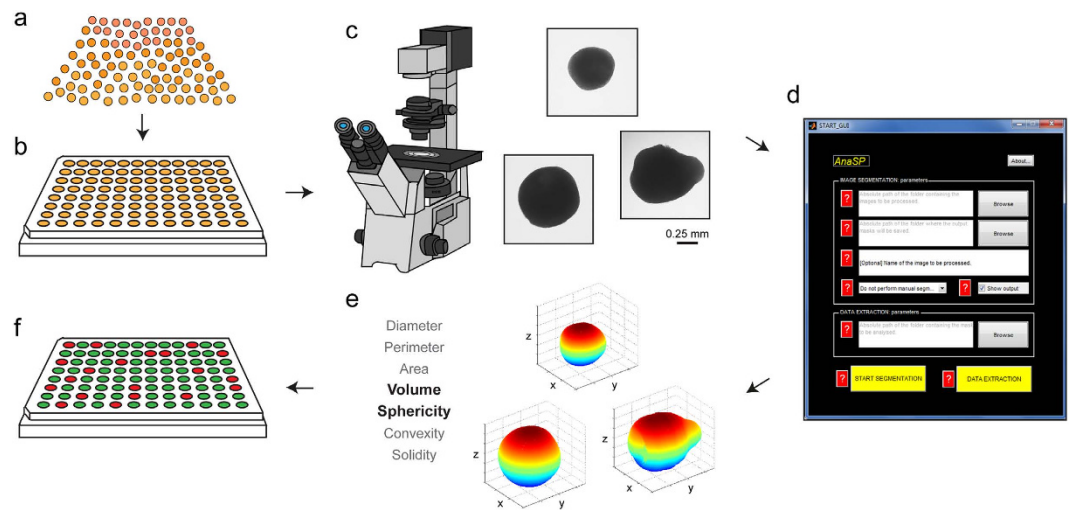 a
b
c
0.25 mm
d
START_GUI
AnaSP
About...
IMAGE SEGMENTATION: parameters
? Absolute path of the folder containing the images to be processed. Browse
? Absolute path of the folder where the output masks will be saved. Browse
? [Optional] Name of the image to be processed.
? Do not perform manual segm... ? Show output
DATA EXTRACTION: parameters
? Absolute path of the folder containing the mask to be analysed. Browse
? START SEGMENTATION ? DATA EXTRACTION
e
Diameter
Perimeter
Area
Volume
Sphericity
Convexity
Solidity
z
x
y
z
x
y
z
x
y
f